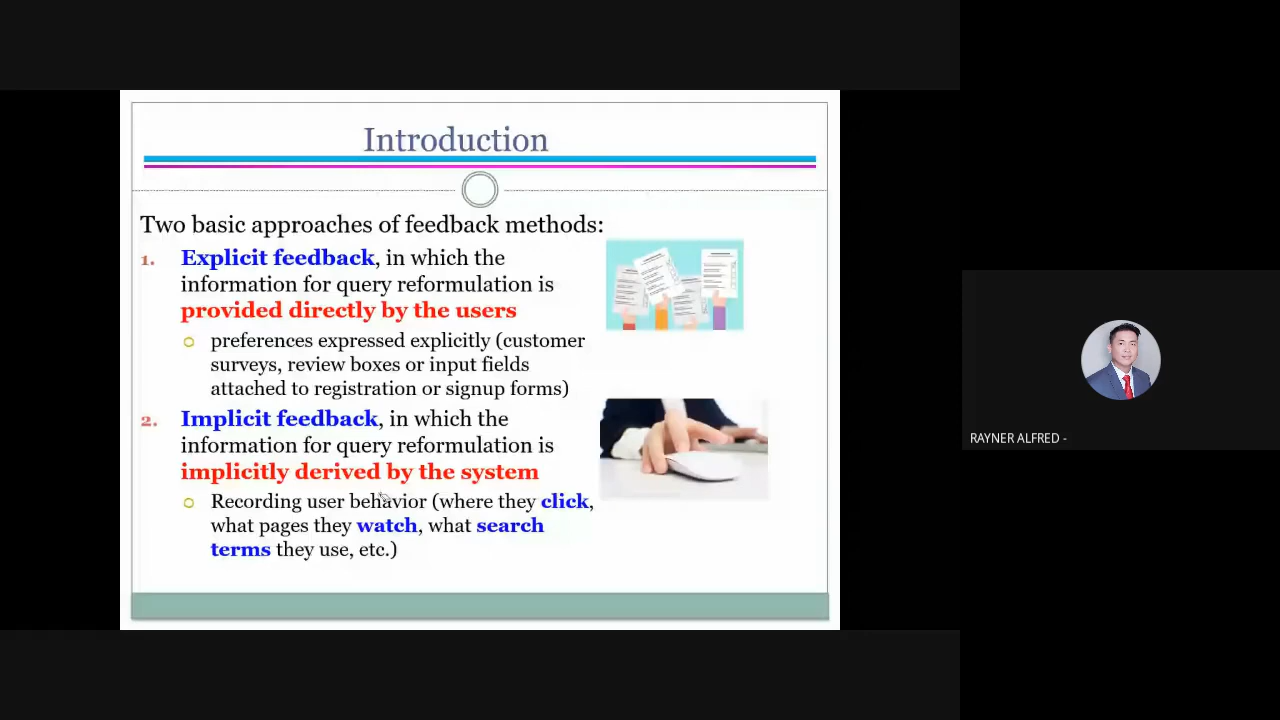 Introduction
Two basic approaches of feedback methods:
1. Explicit feedback, in which the
information for query reformulation is
provided directly by the users
preferences expressed explicitly (customer
surveys, review boxes or input fields
attached to registration or signup forms)
2. Implicit feedback, in which the
information for query reformulation is
implicitly derived by the system
Recording user behavior (where they click,
what pages they watch, what search
terms they use, etc.)
RAYNER ALFRED -